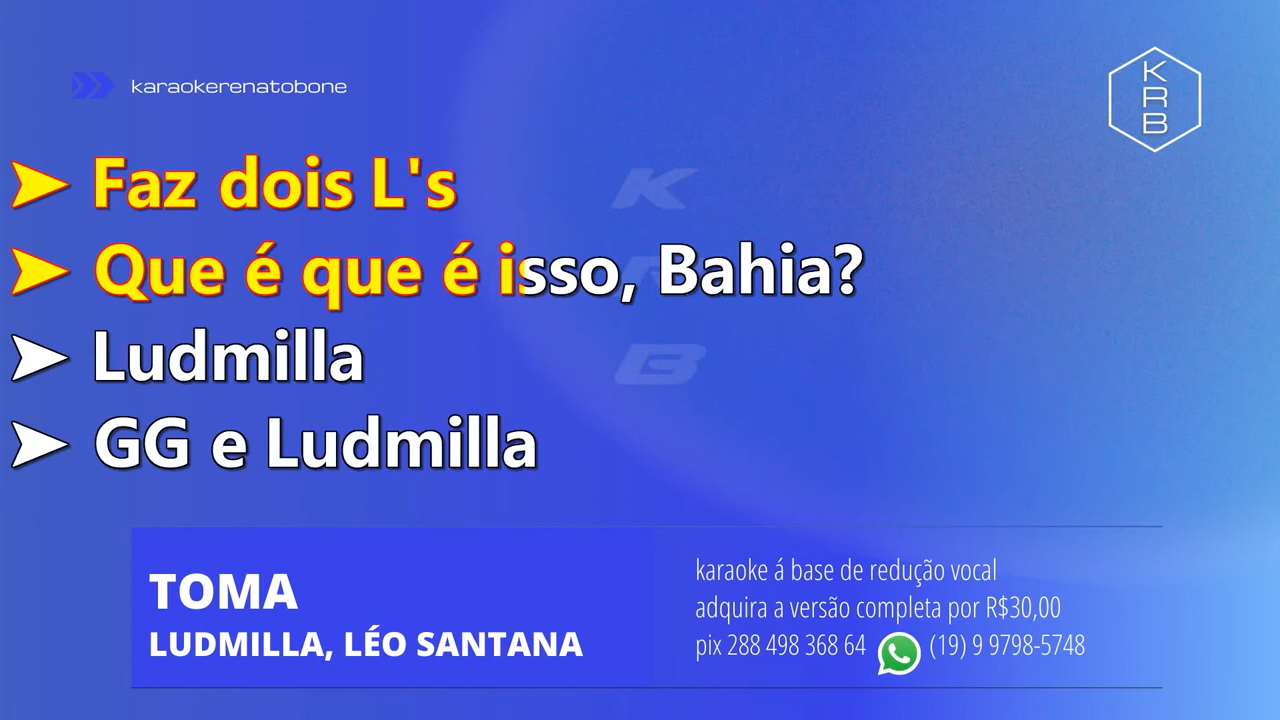 karaokerenatobone
K
R
B
➤ Faz dois L's
➤ Que é que é isso, Bahia?
➤ Ludmilla
➤ GG e Ludmilla
K
R
B
TOMA
LUDMILLA, LÉO SANTANA
karaoke á base de redução vocal
adquira a versão completa por R$30,00
pix 288 498 368 64 (19) 9 9798-5748